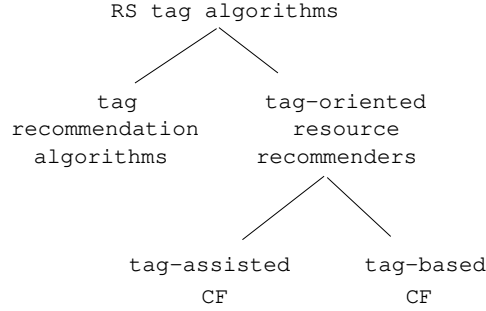 RS tag algorithms
tag
recommendation
algorithms
tag-oriented
resource
recommenders
tag-assisted
CF
tag-based
CF